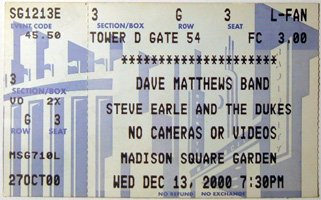 SG1213E 3 G 3 L-FAN
EVENT CODE SECTION/BOX ROW SEAT
45.50 TOWER D GATE 54 FC 3.00
3 ********************
SECTION/BOX DAVE MATTHEWS BAND
VD 2X STEVE EARLE AND THE DUKES
G 3 NO CAMERAS OR VIDEOS
ROW SEAT
MSG710L MADISON SQUARE GARDEN
27OCT00 WED DEC 13, 2000 7:30PM
NO REFUND NO EXCHANGE